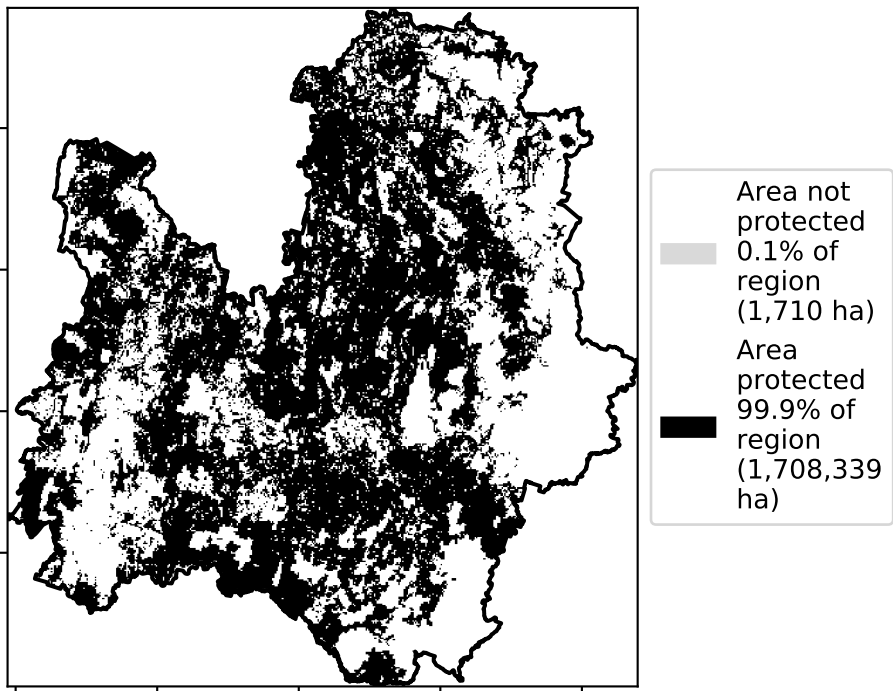 Area not
protected
0.1% of
region
(1,710 ha)
Area
protected
99.9% of
region
(1,708,339
ha)